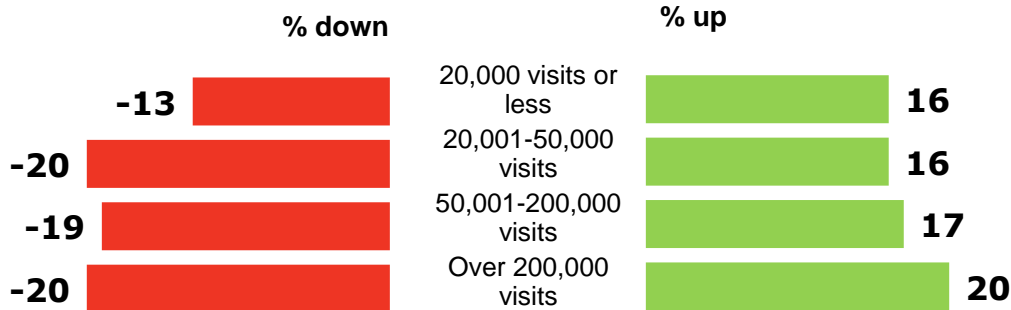 % down
% up
-13
20,000 visits or
less
16
-20
20,001-50,000
visits
16
-19
50,001-200,000
visits
17
-20
Over 200,000
visits
20